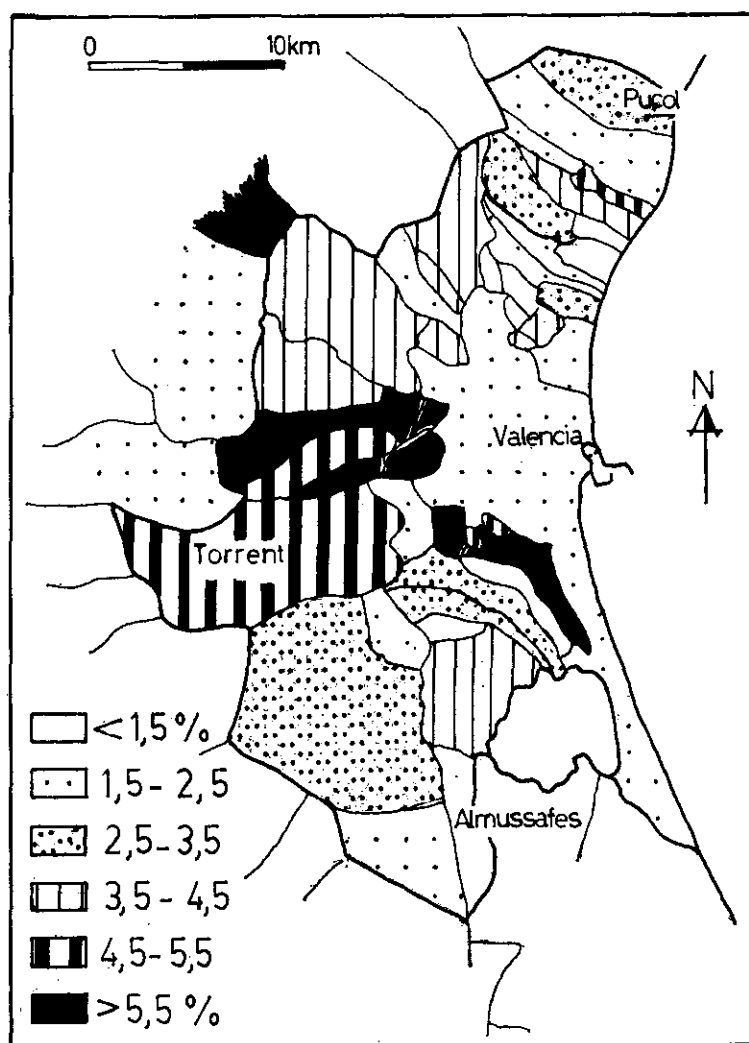 0 10km
Puçol
N
Valencia
Torrent
Almussafes
< 1,5 %
1,5 - 2,5
2,5 - 3,5
3,5 - 4,5
4,5 - 5,5
> 5,5 %